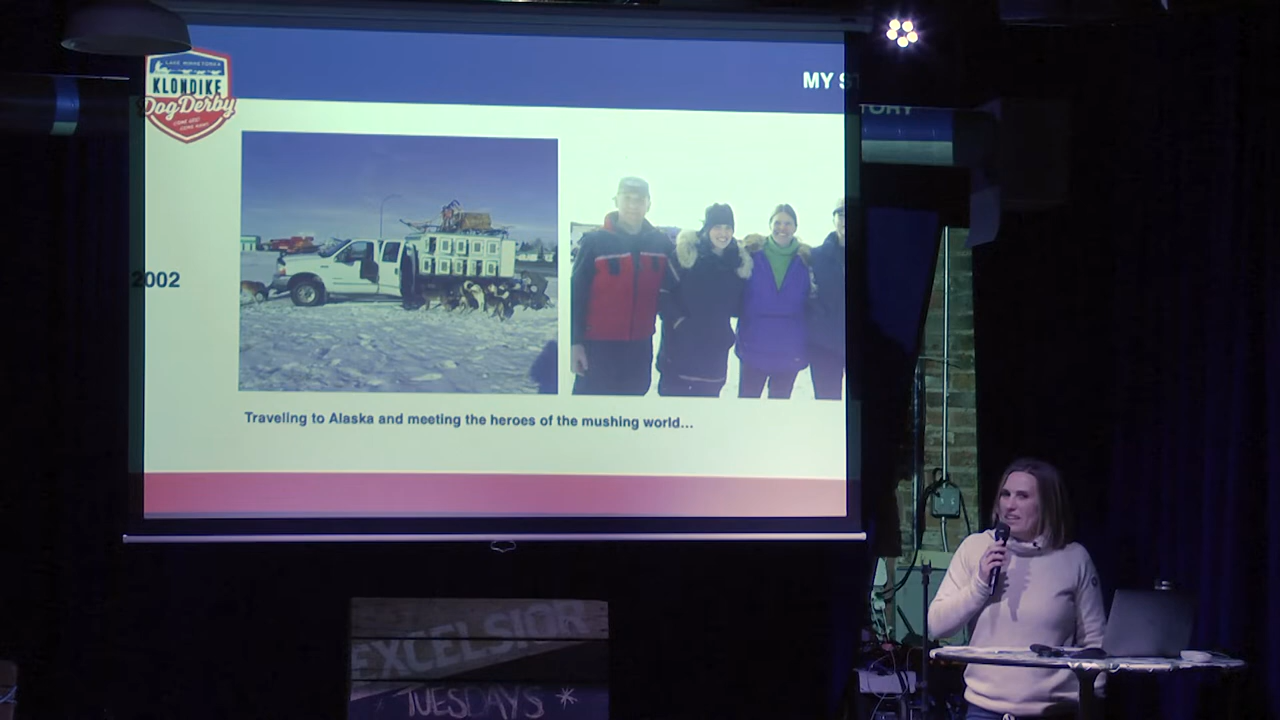 LAKE MINNETONKA
KLONDIKE
Dog Derby
MY STORY
2002
Traveling to Alaska and meeting the heroes of the mushing world...
EXCELSIOR
TUESDAYS